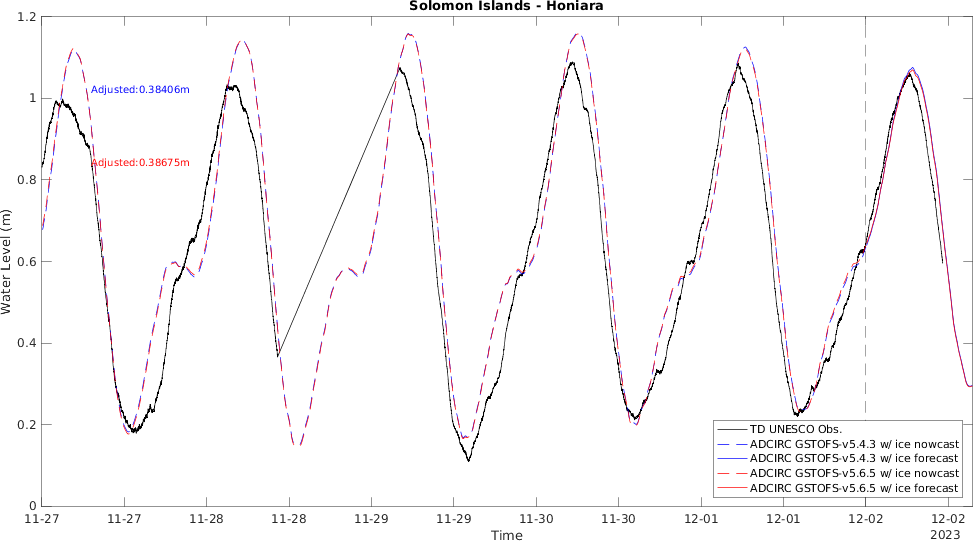 Solomon Islands - Honiara
1.2
1
0.8
0.6
0.4
0.2
0
Water Level (m)
Adjusted:0.38406m
Adjusted:0.38675m
TD UNESCO Obs.
ADCIRC GSTOFS-v5.4.3 w/ ice nowcast
ADCIRC GSTOFS-v5.4.3 w/ ice forecast
ADCIRC GSTOFS-v5.6.5 w/ ice nowcast
ADCIRC GSTOFS-v5.6.5 w/ ice forecast
11-27 11-27 11-28 11-28 11-29 11-29 11-30 11-30 12-01 12-01 12-02 12-02
2023
Time